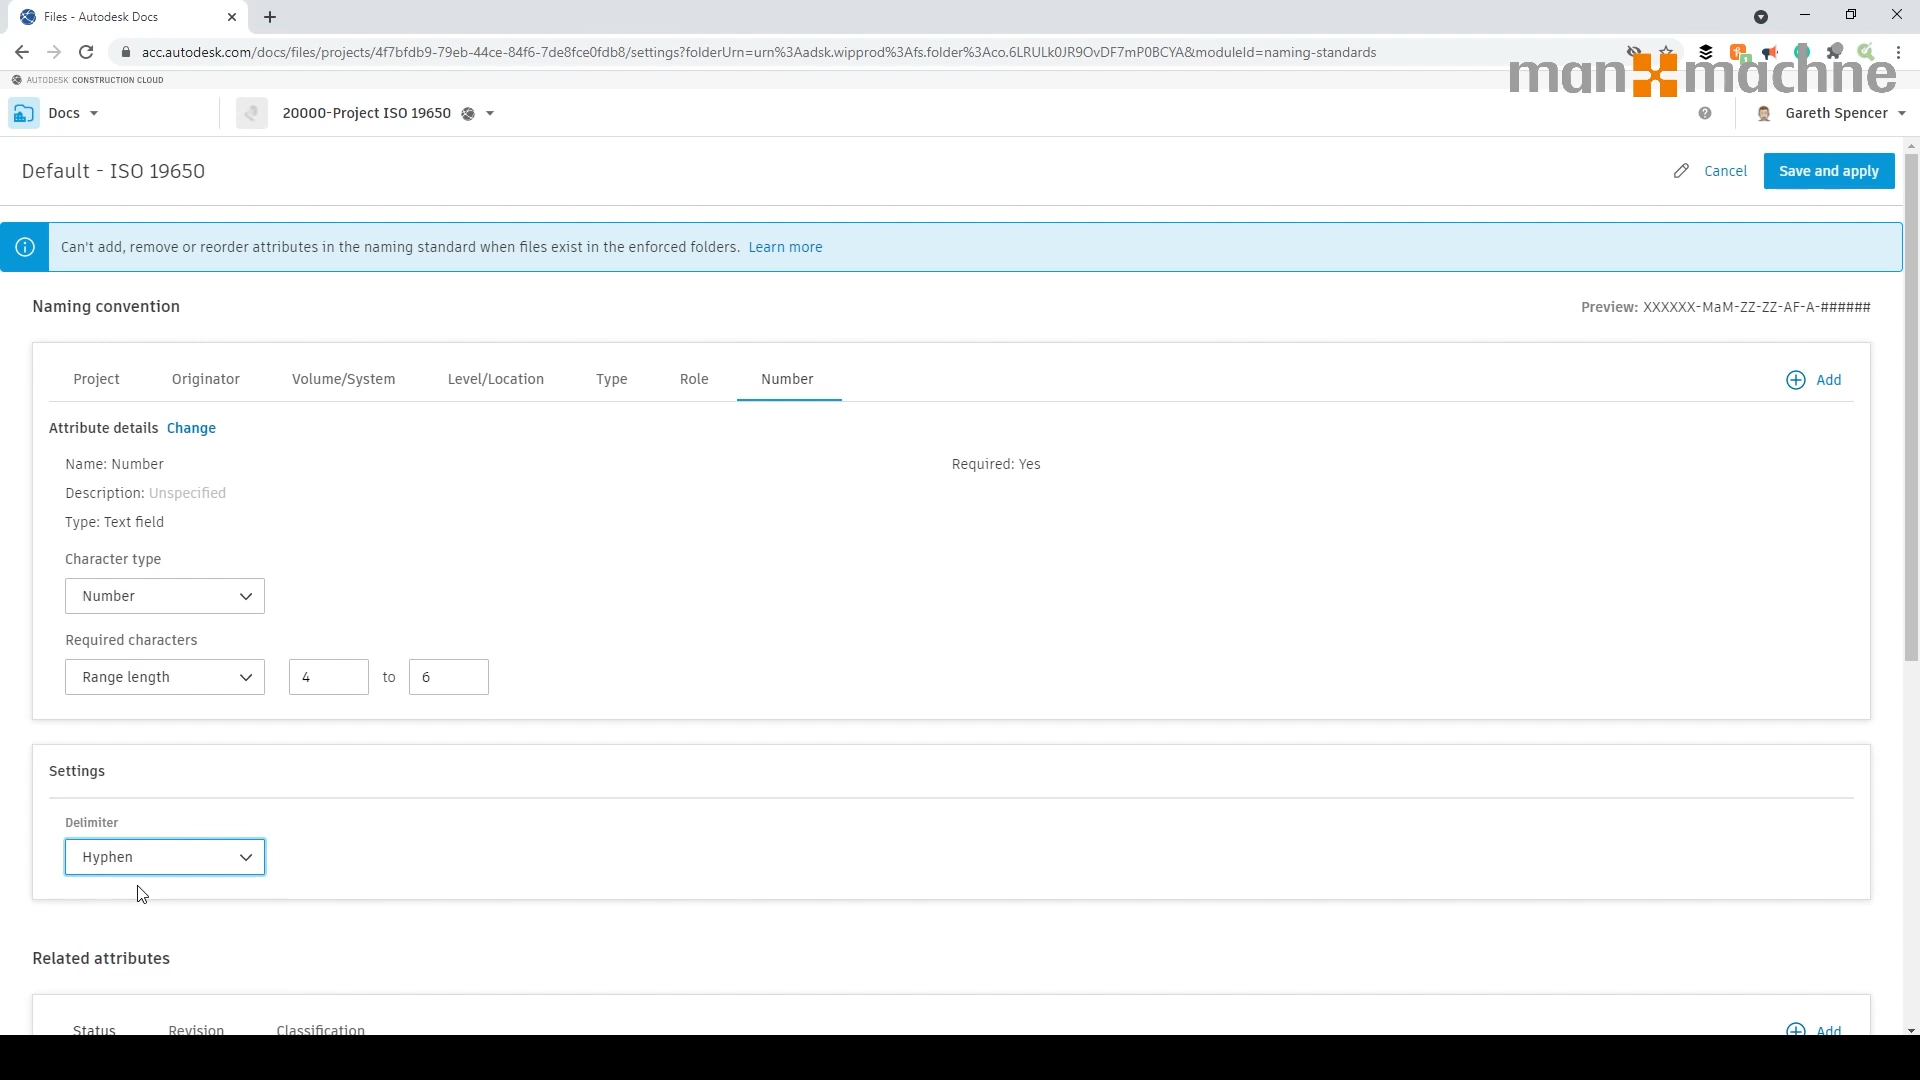 Files - Autodesk Docs
acc.autodesk.com/docs/files/projects/4f7bfdb9-79eb-44ce-84f6-7de8fce0fdb8/settings?folderUrn=urn%3Aadsk.wipprod%3Afs.folder%3Aco.6LRULk0JR9OvDF7mP0BCYA&moduleId=naming-standards
AUTODESK CONSTRUCTION CLOUD
man machine
Docs
20000-Project ISO 19650
Gareth Spencer
Default - ISO 19650
Cancel
Save and apply
Can't add, remove or reorder attributes in the naming standard when files exist in the enforced folders. Learn more
Naming convention
Preview: XXXXXX-MaM-ZZ-ZZ-AF-A-######
Project Originator Volume/System Level/Location Type Role Number
Add
Attribute details Change
Name: Number
Required: Yes
Description: Unspecified
Type: Text field
Character type
Number
Required characters
Range length 4 to 6
Settings
Delimiter
Hyphen
Related attributes
Status Revision Classification
Add